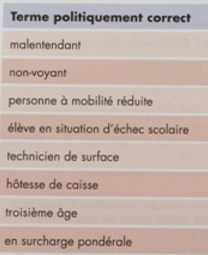 Terme politiquement correct
malentendant
non-voyant
personne à mobilité réduite
élève en situation d'échec scolaire
technicien de surface
hôtesse de caisse
troisième âge
en surcharge pondérale